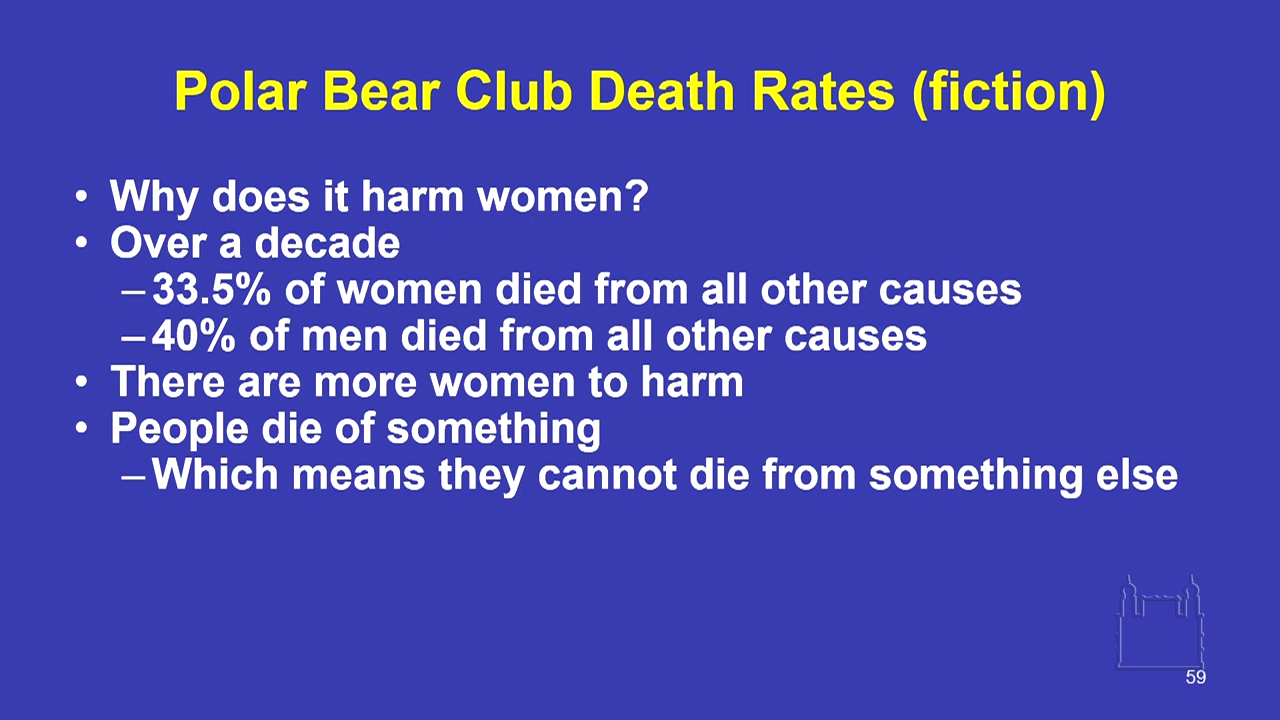 Polar Bear Club Death Rates (fiction)
• Why does it harm women?
• Over a decade
– 33.5% of women died from all other causes
– 40% of men died from all other causes
• There are more women to harm
• People die of something
– Which means they cannot die from something else
59